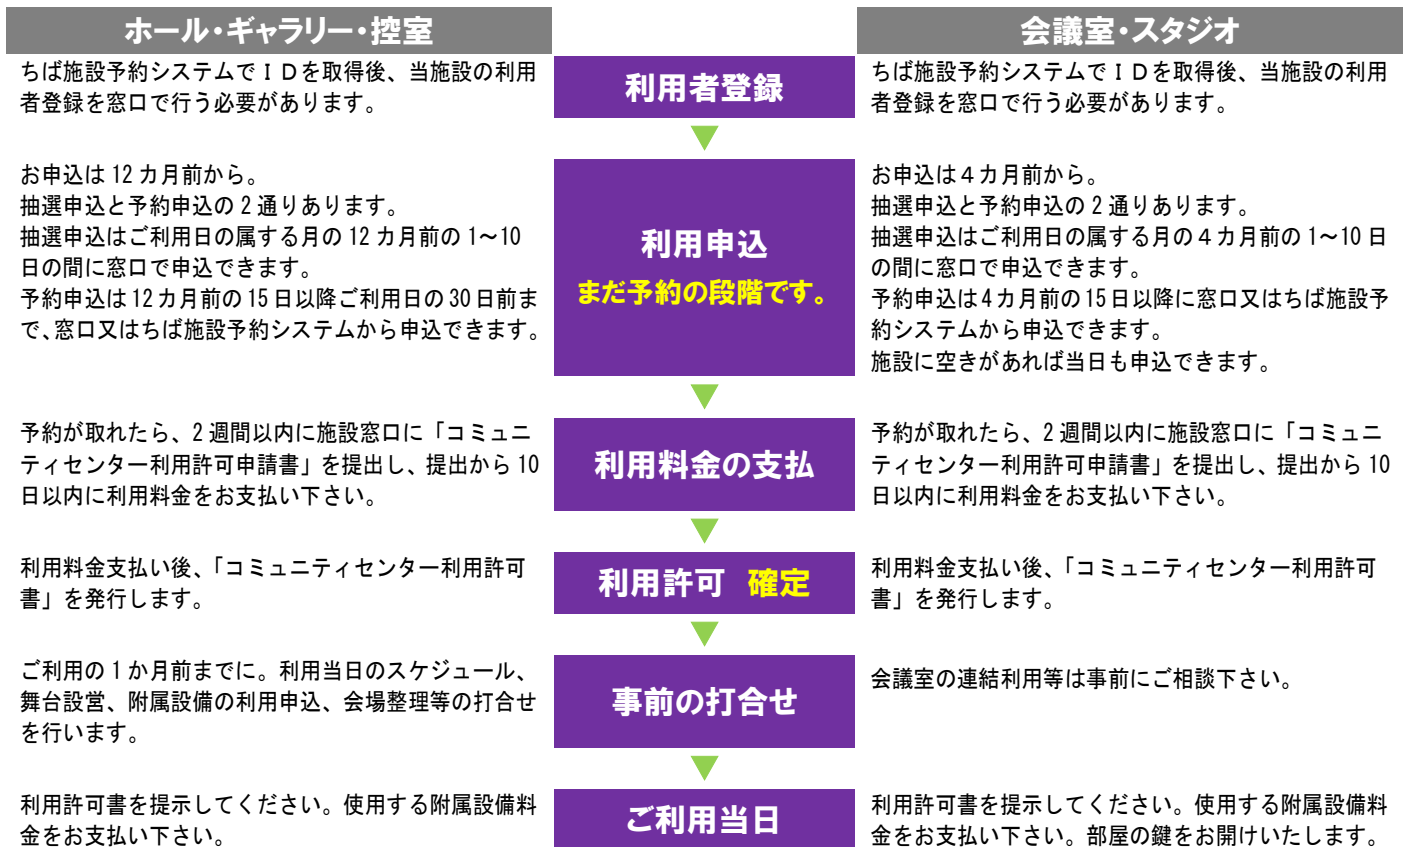 ホール・ギャラリー・控室
会議室・スタジオ
ちば施設予約システムでＩＤを取得後、当施設の利用
者登録を窓口で行う必要があります。
利用者登録
ちば施設予約システムでＩＤを取得後、当施設の利用
者登録を窓口で行う必要があります。
お申込は 12 カ月前から。
抽選申込と予約申込の 2 通りあります。
抽選申込はご利用日の属する月の 12 カ月前の 1～10
日の間に窓口で申込できます。
予約申込は 12 カ月前の 15 日以降ご利用日の 30 日前ま
で、窓口又はちば施設予約システムから申込できます。
利用申込
まだ予約の段階です。
お申込は４カ月前から。
抽選申込と予約申込の 2 通りあります。
抽選申込はご利用日の属する月の４カ月前の 1～10 日
の間に窓口で申込できます。
予約申込は４カ月前の 15 日以降に窓口又はちば施設予
約システムから申込できます。
施設に空きがあれば当日も申込できます。
予約が取れたら、2 週間以内に施設窓口に「コミュニ
ティセンター利用許可申請書」を提出し、提出から 10
日以内に利用料金をお支払い下さい。
利用料金の支払
予約が取れたら、2 週間以内に施設窓口に「コミュニ
ティセンター利用許可申請書」を提出し、提出から 10
日以内に利用料金をお支払い下さい。
利用料金支払い後、「コミュニティセンター利用許可
書」を発行します。
利用許可 確定
利用料金支払い後、「コミュニティセンター利用許可
書」を発行します。
ご利用の 1 か月前までに。利用当日のスケジュール、
舞台設営、附属設備の利用申込、会場整理等の打合せ
を行います。
事前の打合せ
会議室の連結利用等は事前にご相談下さい。
利用許可書を提示してください。使用する附属設備料
金をお支払い下さい。
ご利用当日
利用許可書を提示してください。使用する附属設備料
金をお支払い下さい。部屋の鍵をお開けいたします。